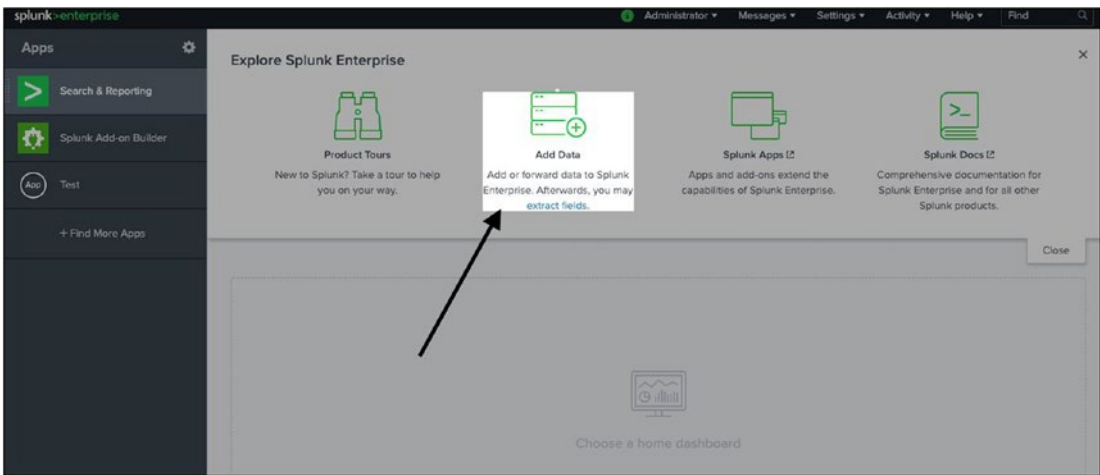 splunk>enterprise
i Administrator Messages Settings Activity Help Find
Apps
Search & Reporting
Splunk Add-on Builder
App Test
+ Find More Apps
Explore Splunk Enterprise
Product Tours
New to Splunk? Take a tour to help
you on your way.
Add Data
Add or forward data to Splunk
Enterprise. Afterwards, you may
extract fields.
Splunk Apps
Apps and add-ons extend the
capabilities of Splunk Enterprise.
Splunk Docs
Comprehensive documentation for
Splunk Enterprise and for all other
Splunk products.
Close
Choose a home dashboard